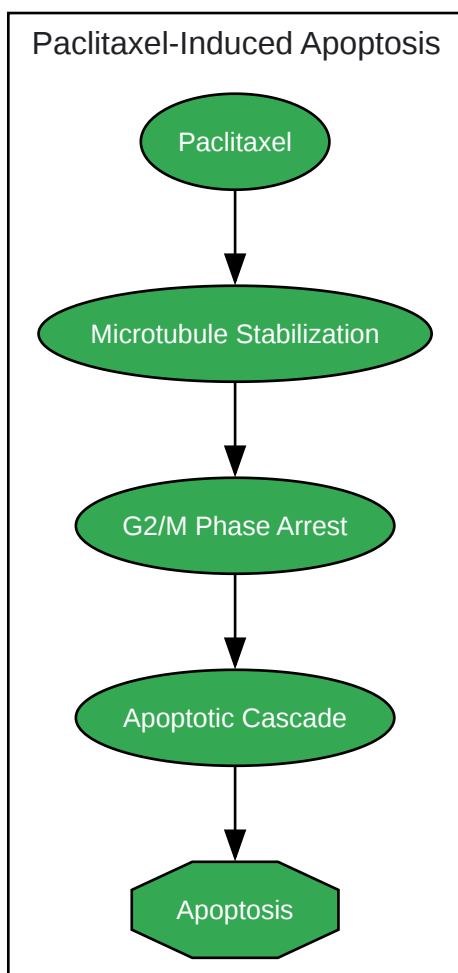 Paclitaxel-Induced Apoptosis
Paclitaxel
Microtubule Stabilization
G2/M Phase Arrest
Apoptotic Cascade
Apoptosis